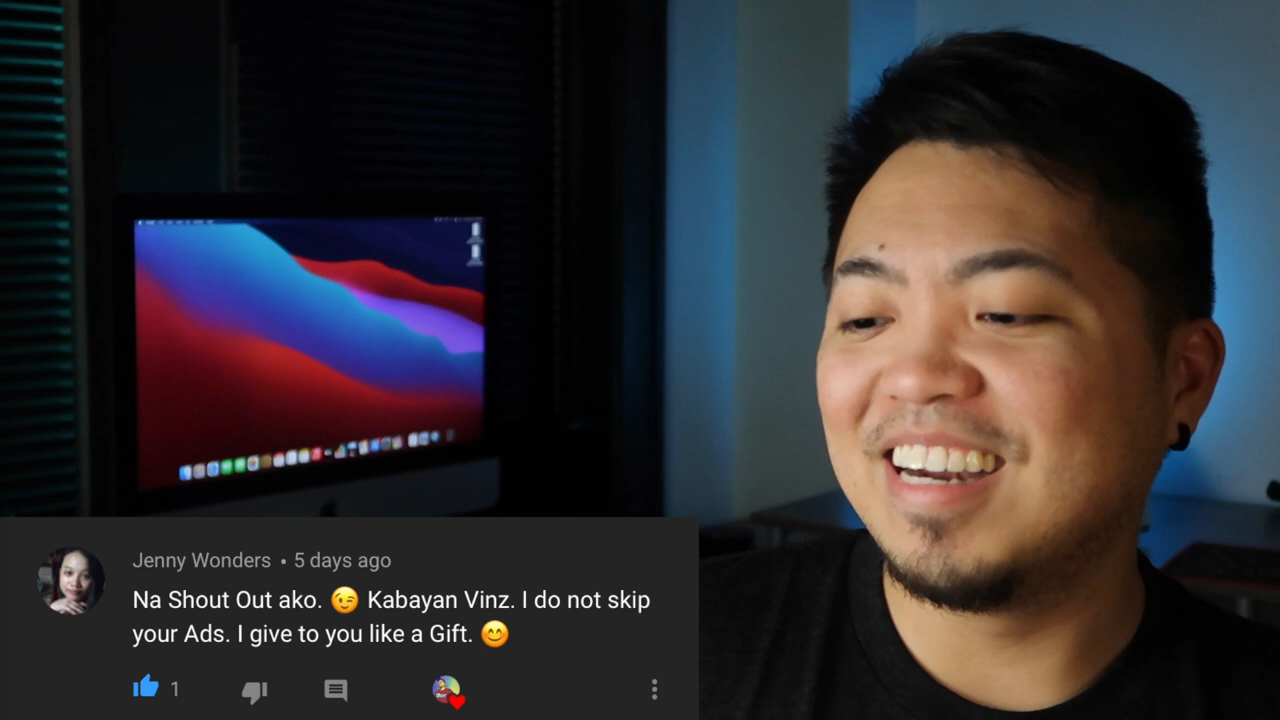 Jenny Wonders • 5 days ago
Na Shout Out ako. 😉 Kabayan Vinz. I do not skip
your Ads. I give to you like a Gift. 😊
1